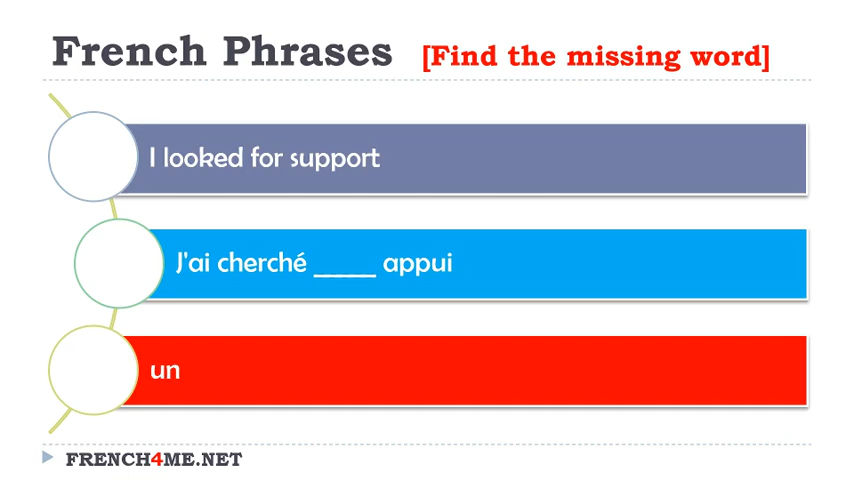 French Phrases [Find the missing word]
I looked for support
J'ai cherché _____ appui
un
FRENCH4ME.NET